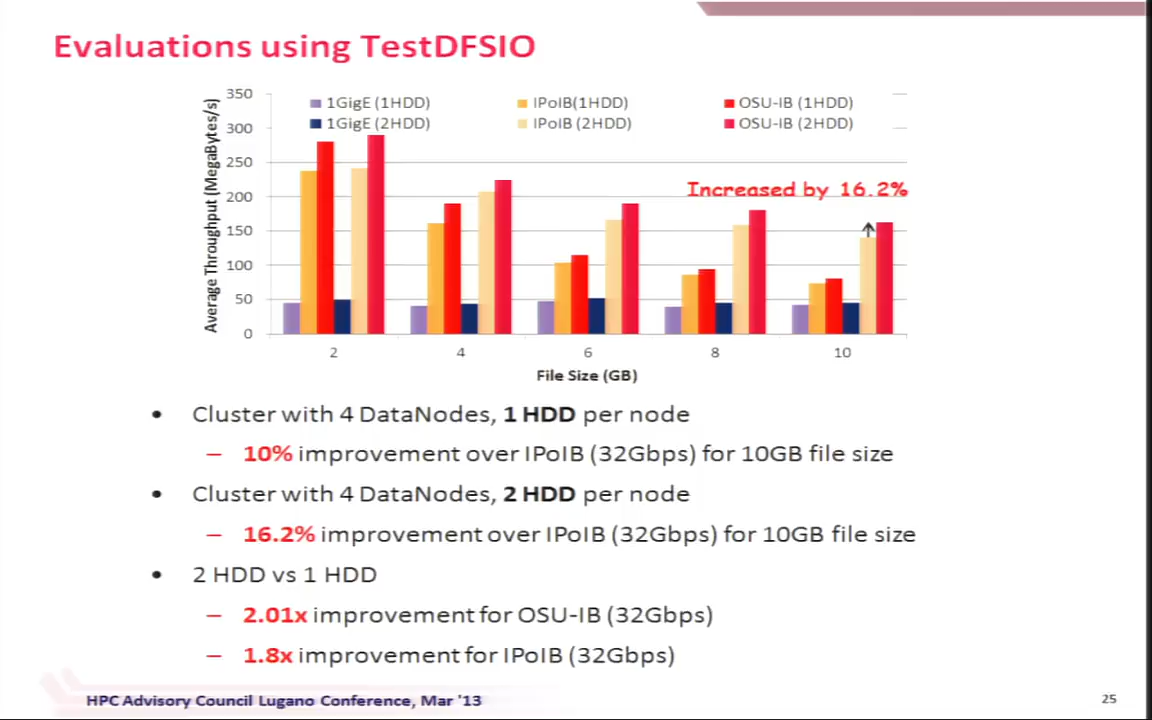 Evaluations using TestDFSIO
Average Throughput (MegaBytes/s)
350
300
250
200
150
100
50
0
1GigE (1HDD)
IPoIB(1HDD)
OSU-IB (1HDD)
1GigE (2HDD)
IPoIB (2HDD)
OSU-IB (2HDD)
Increased by 16.2%
2
4
6
8
10
File Size (GB)
• Cluster with 4 DataNodes, 1 HDD per node
– 10% improvement over IPoIB (32Gbps) for 10GB file size
• Cluster with 4 DataNodes, 2 HDD per node
– 16.2% improvement over IPoIB (32Gbps) for 10GB file size
• 2 HDD vs 1 HDD
– 2.01x improvement for OSU-IB (32Gbps)
– 1.8x improvement for IPoIB (32Gbps)
HPC Advisory Council Lugano Conference, Mar '13
25